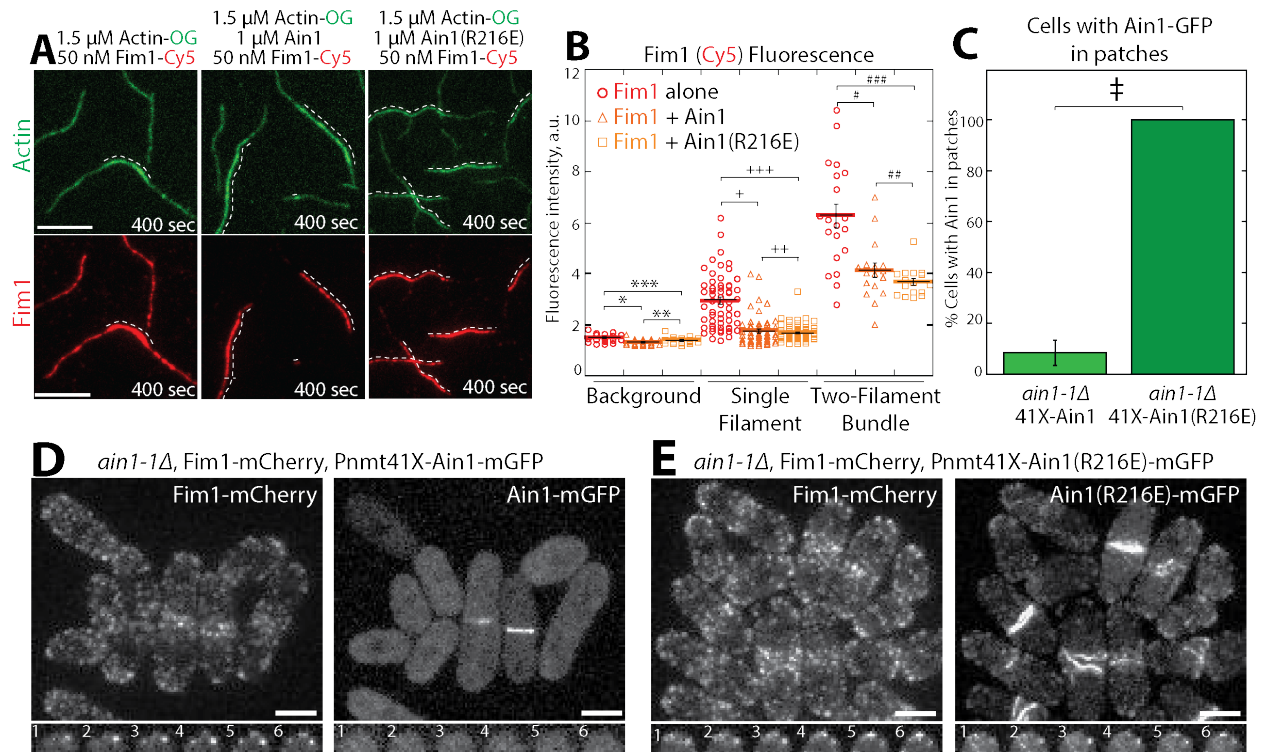 A
1.5 μM Actin-OG
50 nM Fim1-Cy5
1.5 μM Actin-OG
1 μM Ain1
50 nM Fim1-Cy5
1.5 μM Actin-OG
1 μM Ain1(R216E)
50 nM Fim1-Cy5
Actin
400 sec
400 sec
400 sec
Fim1
400 sec
400 sec
400 sec
B
Fim1 (Cy5) Fluorescence
Fluorescence intensity, a.u.
12
10
8
6
4
2
0
Fim1 alone
Fim1 + Ain1
Fim1 + Ain1(R216E)
***
*
**
+++
+
++
###
#
##
Background
Single
Filament
Two-Filament
Bundle
C
Cells with Ain1-GFP
in patches
‡
% Cells with Ain1 in patches
100
80
60
40
20
0
ain1-1Δ
41X-Ain1
ain1-1Δ
41X-Ain1(R216E)
D
ain1-1Δ, Fim1-mCherry, Pnmt41X-Ain1-mGFP
Fim1-mCherry
Ain1-mGFP
1 2 3 4 5 6
1 2 3 4 5 6
E
ain1-1Δ, Fim1-mCherry, Pnmt41X-Ain1(R216E)-mGFP
Fim1-mCherry
Ain1(R216E)-mGFP
1 2 3 4 5 6
1 2 3 4 5 6